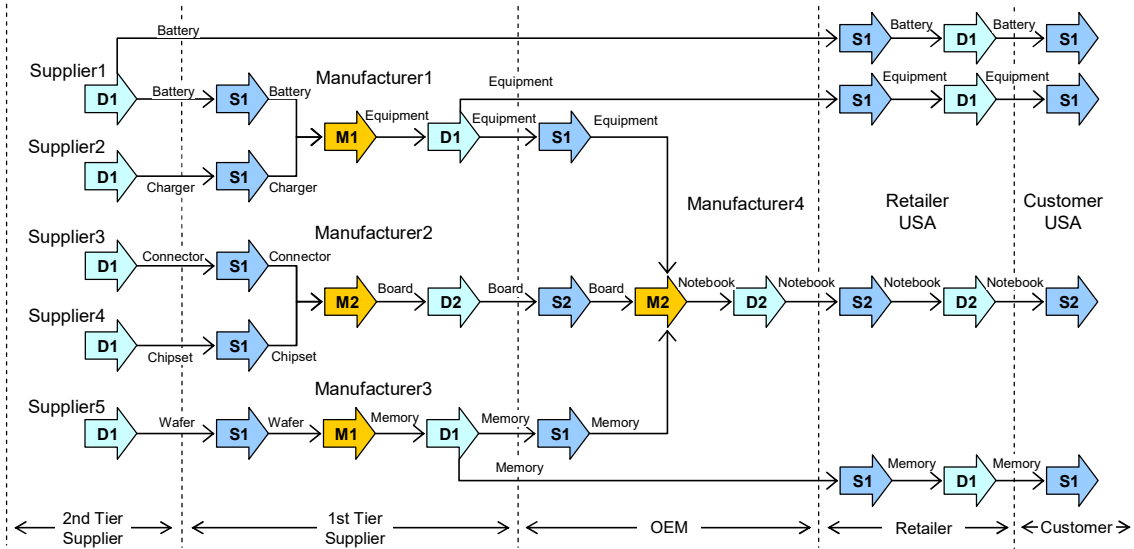 Battery
S1
Battery
D1
Battery
S1
Supplier1
D1
Battery
S1
Battery
Manufacturer1
Equipment
S1
Equipment
D1
Equipment
S1
M1
Equipment
D1
Equipment
S1
Equipment
Supplier2
D1
Charger
S1
Charger
Manufacturer4
Retailer
USA
Customer
USA
Supplier3
D1
Connector
S1
Connector
Manufacturer2
M2
Board
D2
Board
S2
Board
M2
Notebook
D2
Notebook
S2
Notebook
D2
Notebook
S2
Supplier4
D1
Chipset
S1
Chipset
Manufacturer3
Supplier5
D1
Wafer
S1
Wafer
M1
Memory
D1
Memory
S1
Memory
Memory
S1
Memory
D1
Memory
S1
2nd Tier
Supplier
1st Tier
Supplier
OEM
Retailer
Customer